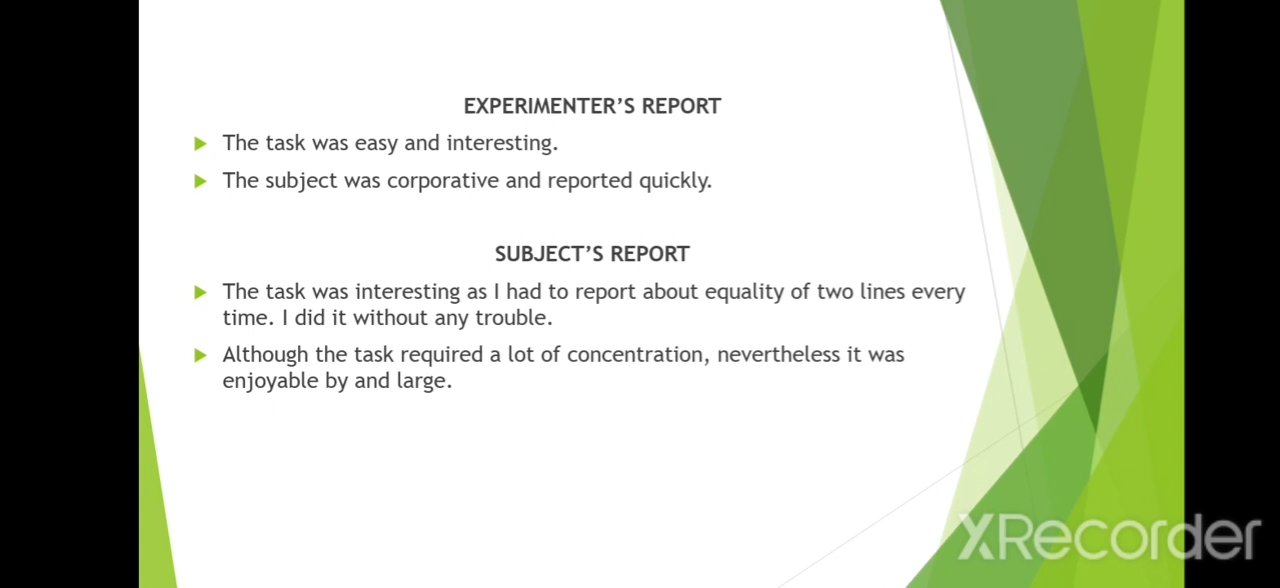 EXPERIMENTER'S REPORT
The task was easy and interesting.
The subject was corporative and reported quickly.
SUBJECT'S REPORT
The task was interesting as I had to report about equality of two lines every
time. I did it without any trouble.
Although the task required a lot of concentration, nevertheless it was
enjoyable by and large.
XRecorder